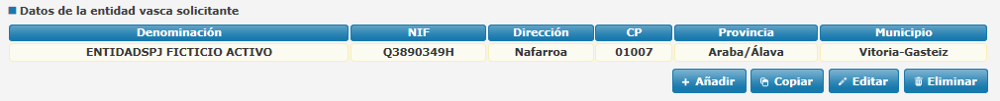 Datos de la entidad vasca solicitante
Denominación NIF Dirección CP Provincia Municipio
ENTIDADSPJ FICTICIO ACTIVO Q3890349H Nafarroa 01007 Araba/Álava Vitoria-Gasteiz
Añadir Copiar Editar Eliminar